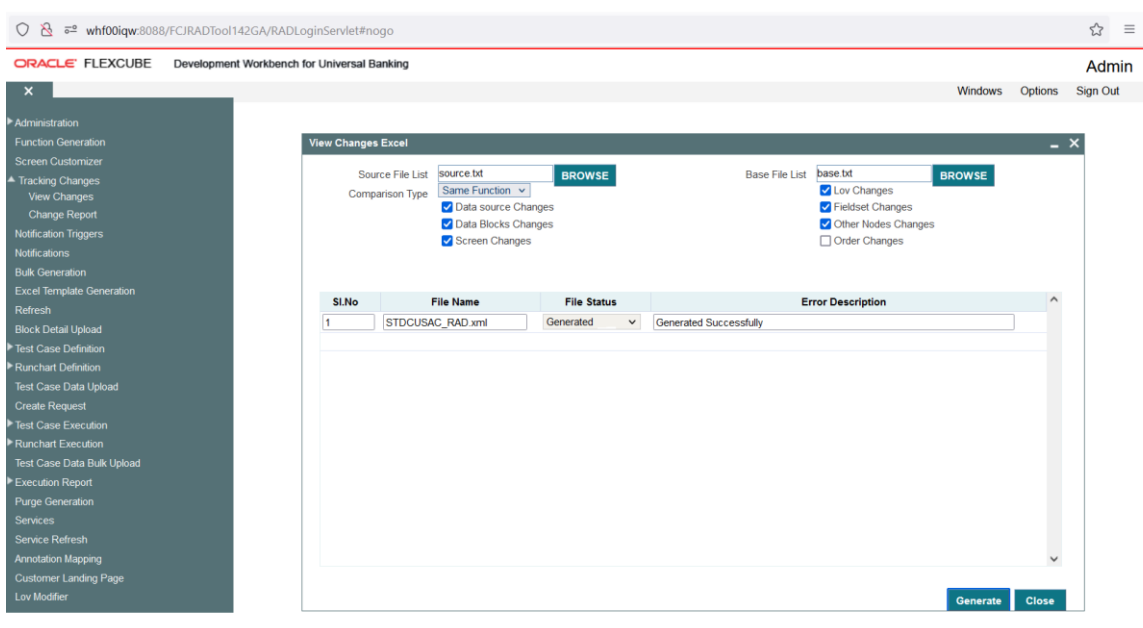 whf00iqw:8088/FCJRADTool142GA/RADLoginServlet#nogo
ORACLE FLEXCUBE Development Workbench for Universal Banking Admin
Windows Options Sign Out
Administration
Function Generation
Screen Customizer
Tracking Changes
View Changes
Change Report
Notification Triggers
Notifications
Bulk Generation
Excel Template Generation
Refresh
Block Detail Upload
Test Case Definition
Runchart Definition
Test Case Data Upload
Create Request
Test Case Execution
Runchart Execution
Test Case Data Bulk Upload
Execution Report
Purge Generation
Services
Service Refresh
Annotation Mapping
Customer Landing Page
Lov Modifier
View Changes Excel
Source File List source.txt BROWSE Base File List base.txt BROWSE
Comparison Type Same Function Lov Changes
Data source Changes Fieldset Changes
Data Blocks Changes Other Nodes Changes
Screen Changes Order Changes
Sl.No File Name File Status Error Description
1 STDCUSAC_RAD.xml Generated Generated Successfully
Generate Close